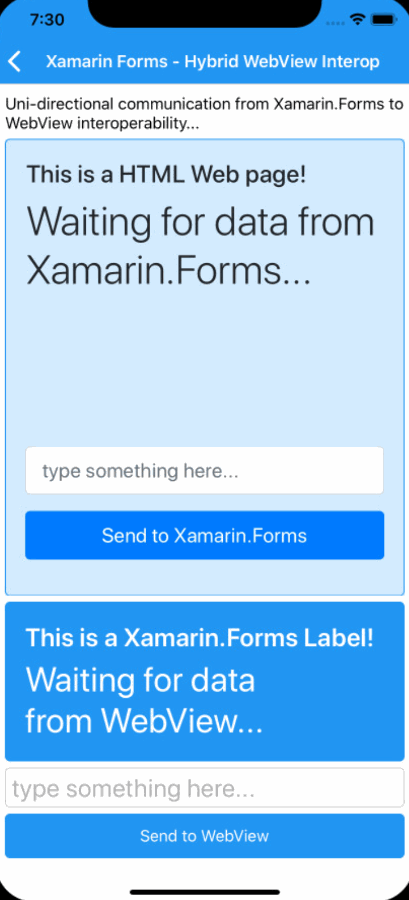 7:30
Xamarin Forms - Hybrid WebView Interop
Uni-directional communication from Xamarin.Forms to
WebView interoperability...
This is a HTML Web page!
Waiting for data from
Xamarin.Forms...
type something here...
Send to Xamarin.Forms
This is a Xamarin.Forms Label!
Waiting for data
from WebView...
type something here...
Send to WebView